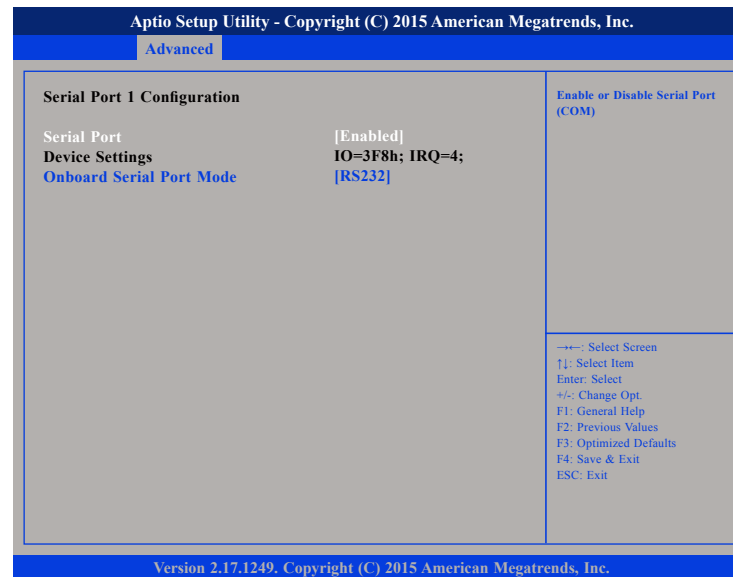 Aptio Setup Utility - Copyright (C) 2015 American Megatrends, Inc.
Advanced
Serial Port 1 Configuration
Serial Port [Enabled]
Device Settings IO=3F8h; IRQ=4;
Onboard Serial Port Mode [RS232]
Enable or Disable Serial Port
(COM)
→←: Select Screen
↑↓: Select Item
Enter: Select
+/-: Change Opt.
F1: General Help
F2: Previous Values
F3: Optimized Defaults
F4: Save & Exit
ESC: Exit
Version 2.17.1249. Copyright (C) 2015 American Megatrends, Inc.